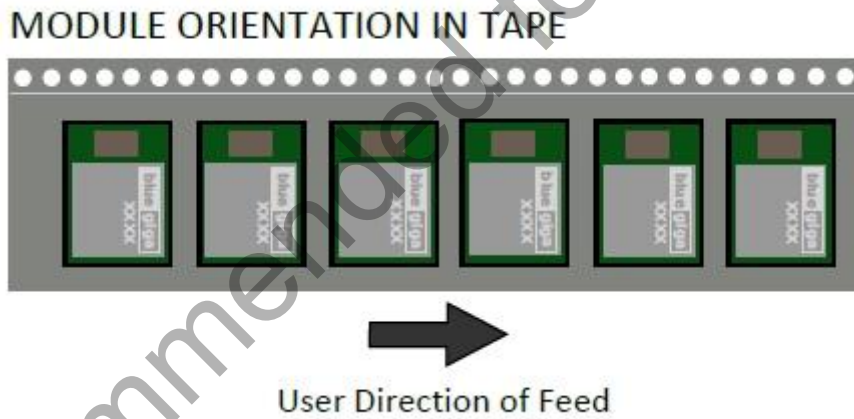 MODULE ORIENTATION IN TAPE
blue giga
XXXX
blue
XXXX
blue giga
XXXX
blue giga
XXXX
blue giga
XXXX
blue giga
XXXX
User Direction of Feed